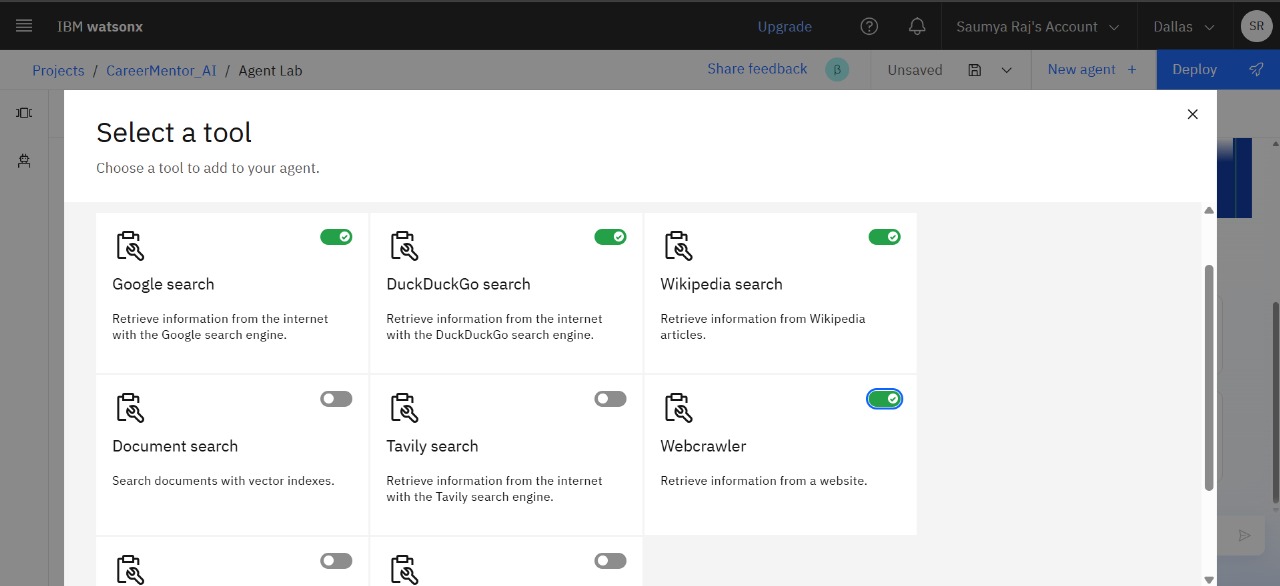 IBM watsonx
Upgrade
Saumya Raj's Account
Dallas
SR
Projects / CareerMentor_AI / Agent Lab
Share feedback
β
Unsaved
New agent +
Deploy
Select a tool
Choose a tool to add to your agent.
Google search
Retrieve information from the internet
with the Google search engine.
DuckDuckGo search
Retrieve information from the internet
with the DuckDuckGo search engine.
Wikipedia search
Retrieve information from Wikipedia
articles.
Document search
Search documents with vector indexes.
Tavily search
Retrieve information from the internet
with the Tavily search engine.
Webcrawler
Retrieve information from a website.